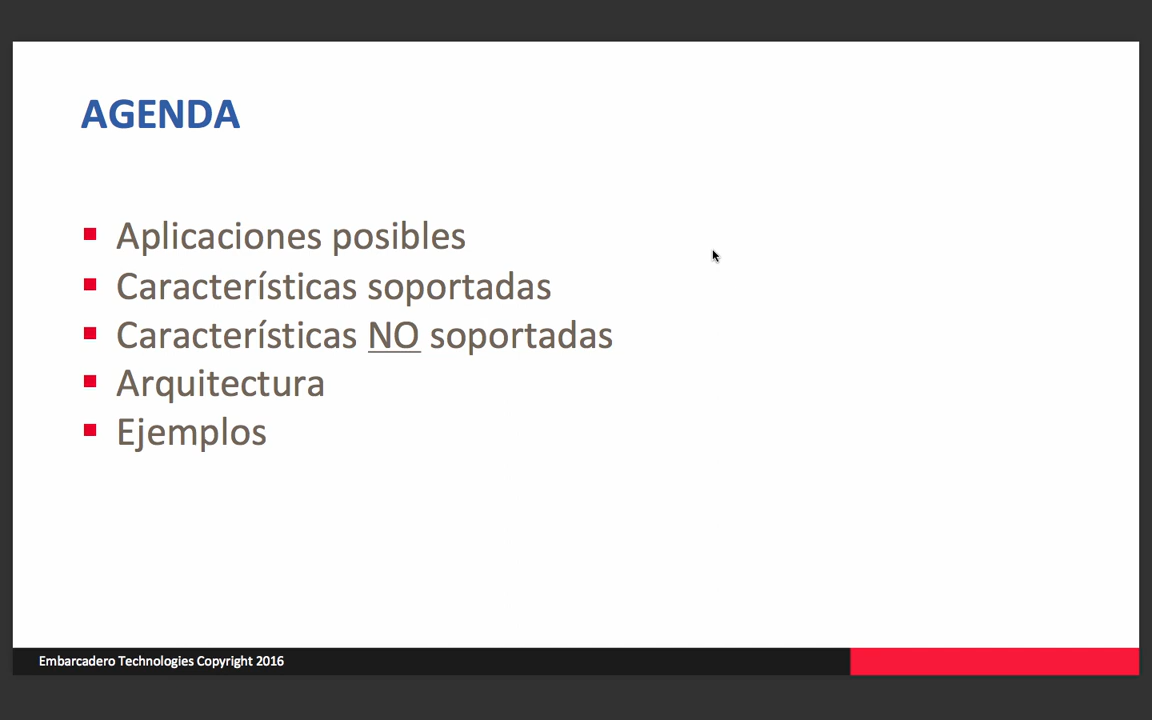 AGENDA
Aplicaciones posibles
Características soportadas
Características NO soportadas
Arquitectura
Ejemplos
Embarcadero Technologies Copyright 2016